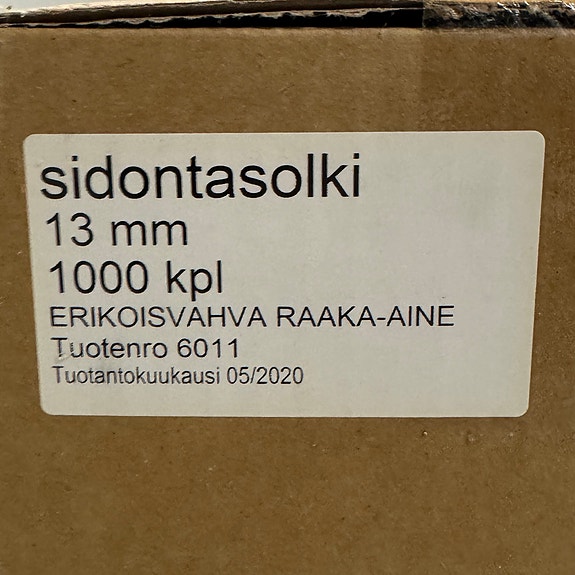 sidontasolki
13 mm
1000 kpl
ERIKOISVAHVA RAAKA-AINE
Tuotenro 6011
Tuotantokuukausi 05/2020